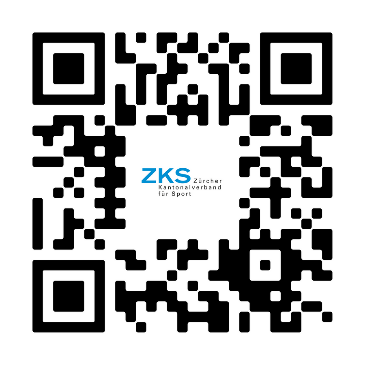 ZKS Zürcher
Kantonalverband
für Sport